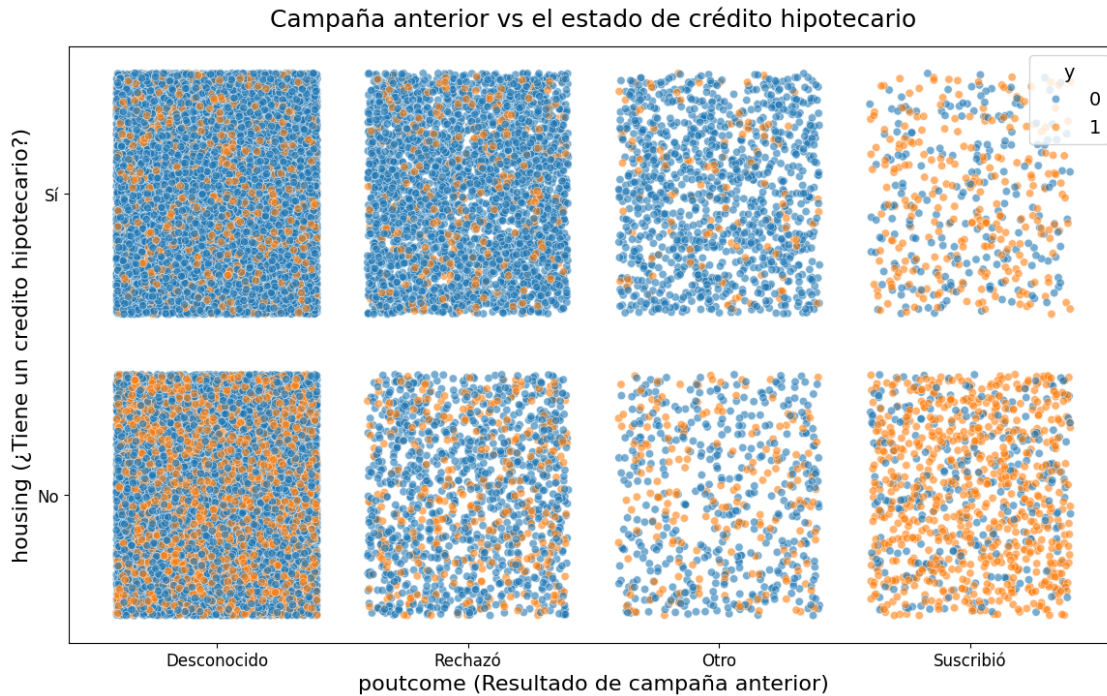 Campaña anterior vs el estado de crédito hipotecario
y
0
1
housing (¿Tiene un credito hipotecario?)
Sí
No
Desconocido
Rechazó
Otro
Suscribió
poutcome (Resultado de campaña anterior)